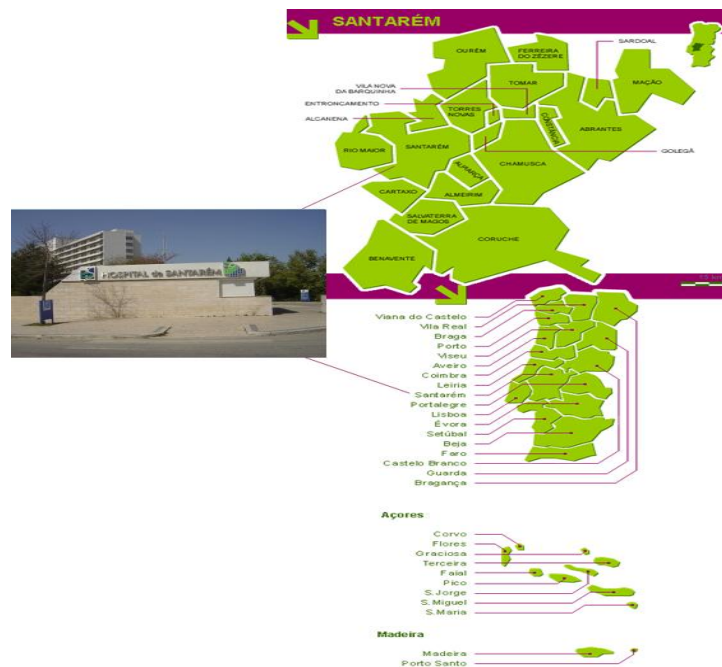 SANTARÉM
OURÉM
FERREIRA
DO ZÊZERE
SARDOAL
TOMAR
MAÇÃO
VILA NOVA
DA BARQUINHA
ENTRONCAMENTO
TORRES
NOVAS
ALCANENA
CONSTÂNCIA
ABRANTES
RIO MAIOR
SANTARÉM
GOLEGÃ
ALPIARÇA
CHAMUSCA
CARTAXO
ALMEIRIM
SALVATERRA
DE MAGOS
CORUCHE
BENAVENTE
HOSPITAL de SANTARÉM
Viana do Castelo
Vila Real
Braga
Porto
Viseu
Aveiro
Coimbra
Leiria
Santarém
Portalegre
Lisboa
Évora
Setúbal
Beja
Faro
Castelo Branco
Guarda
Bragança
Açores
Corvo
Flores
Graciosa
Terceira
Faial
Pico
S. Jorge
S. Miguel
S. Maria
Madeira
Madeira
Porto Santo